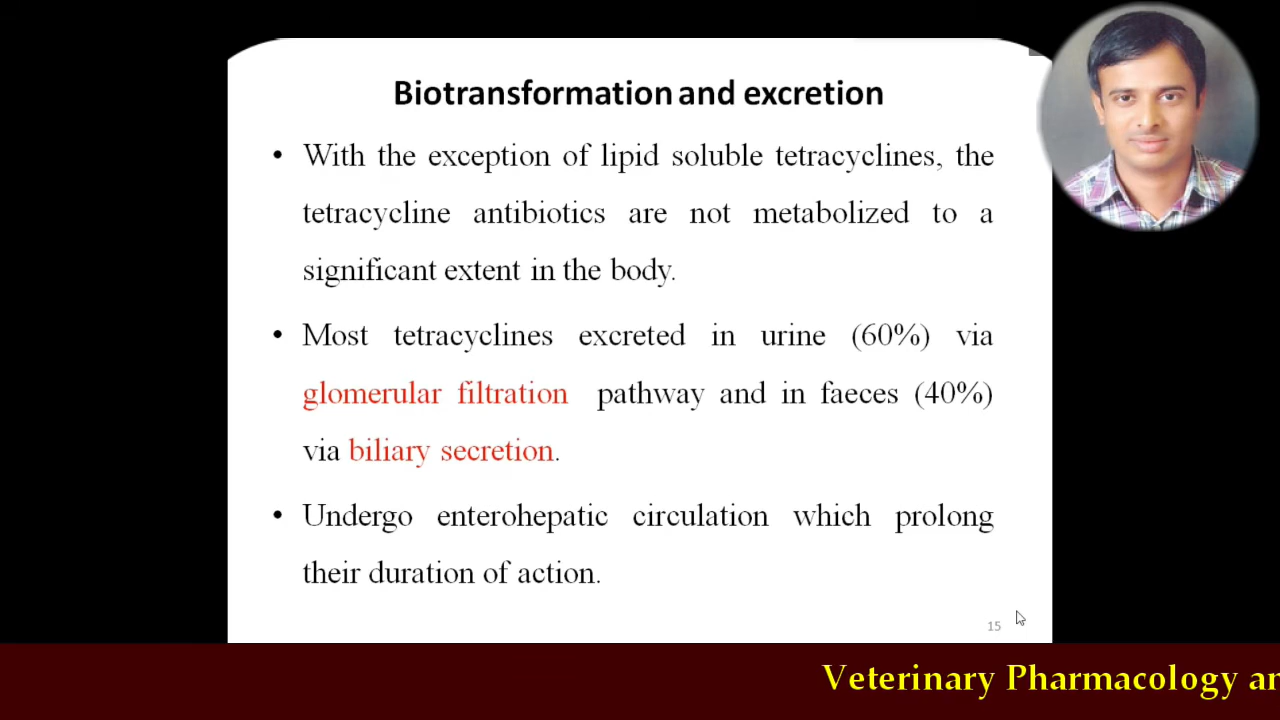 Biotransformation and excretion
• With the exception of lipid soluble tetracyclines, the
tetracycline antibiotics are not metabolized to a
significant extent in the body.
• Most tetracyclines excreted in urine (60%) via
glomerular filtration pathway and in faeces (40%)
via biliary secretion.
• Undergo enterohepatic circulation which prolong
their duration of action.
15
Veterinary Pharmacology an